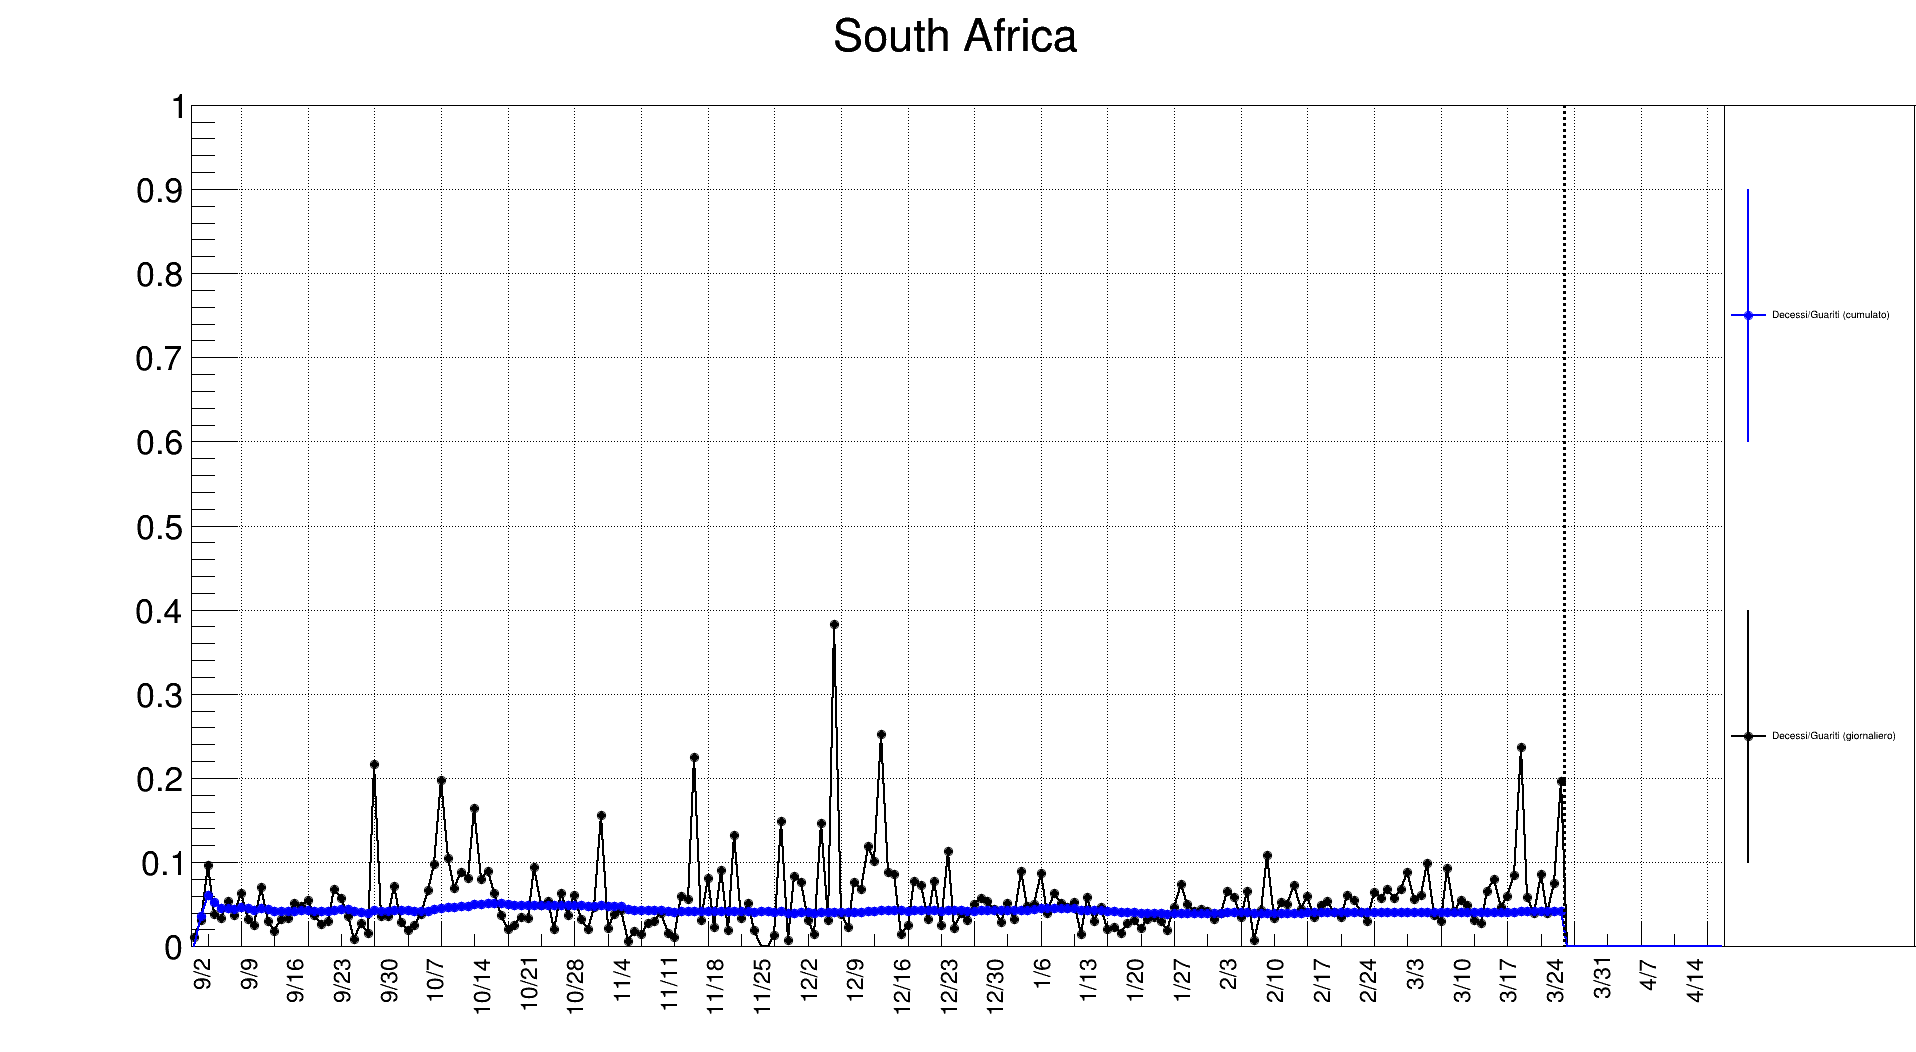 South Africa
1
0.9
0.8
0.7
0.6
0.5
0.4
0.3
0.2
0.1
0
9/2 9/9 9/16 9/23 9/30 10/7 10/14 10/21 10/28 11/4 11/11 11/18 11/25 12/2 12/9 12/16 12/23 12/30 1/6 1/13 1/20 1/27 2/3 2/10 2/17 2/24 3/3 3/10 3/17 3/24 3/31 4/7 4/14
Decessi/Guariti (cumulato)
Decessi/Guariti (giornaliero)